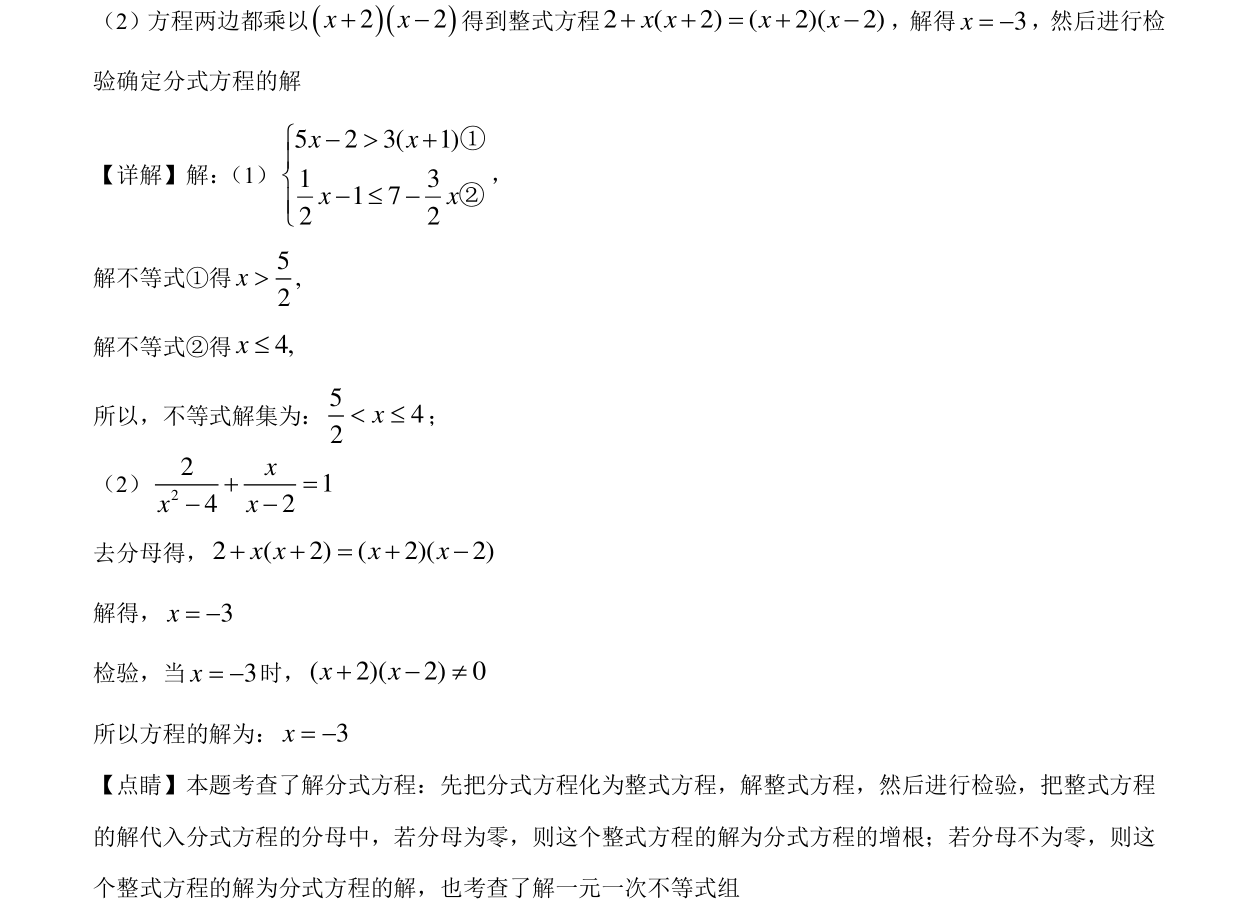 （2）方程两边都乘以(x+2)(x−2)得到整式方程2+x(x+2)=(x+2)(x−2)，解得x=−3，然后进行检
验确定分式方程的解
【详解】解：（1）{5x−2>3(x+1)① 1/2 x−1≤7−3/2 x②，
解不等式①得x>5/2,
解不等式②得x≤4,
所以，不等式解集为：5/2<x≤4；
（2）2/(x²−4)+x/(x−2)=1
去分母得，2+x(x+2)=(x+2)(x−2)
解得，x=−3
检验，当x=−3时，(x+2)(x−2)≠0
所以方程的解为：x=−3
【点睛】本题考查了解分式方程：先把分式方程化为整式方程，解整式方程，然后进行检验，把整式方程
的解代入分式方程的分母中，若分母为零，则这个整式方程的解为分式方程的增根；若分母不为零，则这
个整式方程的解为分式方程的解，也考查了解一元一次不等式组